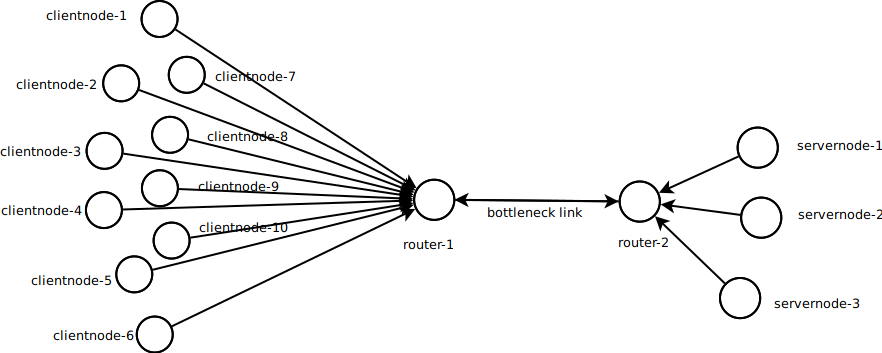 clientnode-1
clientnode-7
clientnode-2
clientnode-8
clientnode-3
clientnode-9
clientnode-4
clientnode-10
clientnode-5
clientnode-6
router-1
bottleneck link
router-2
servernode-1
servernode-2
servernode-3